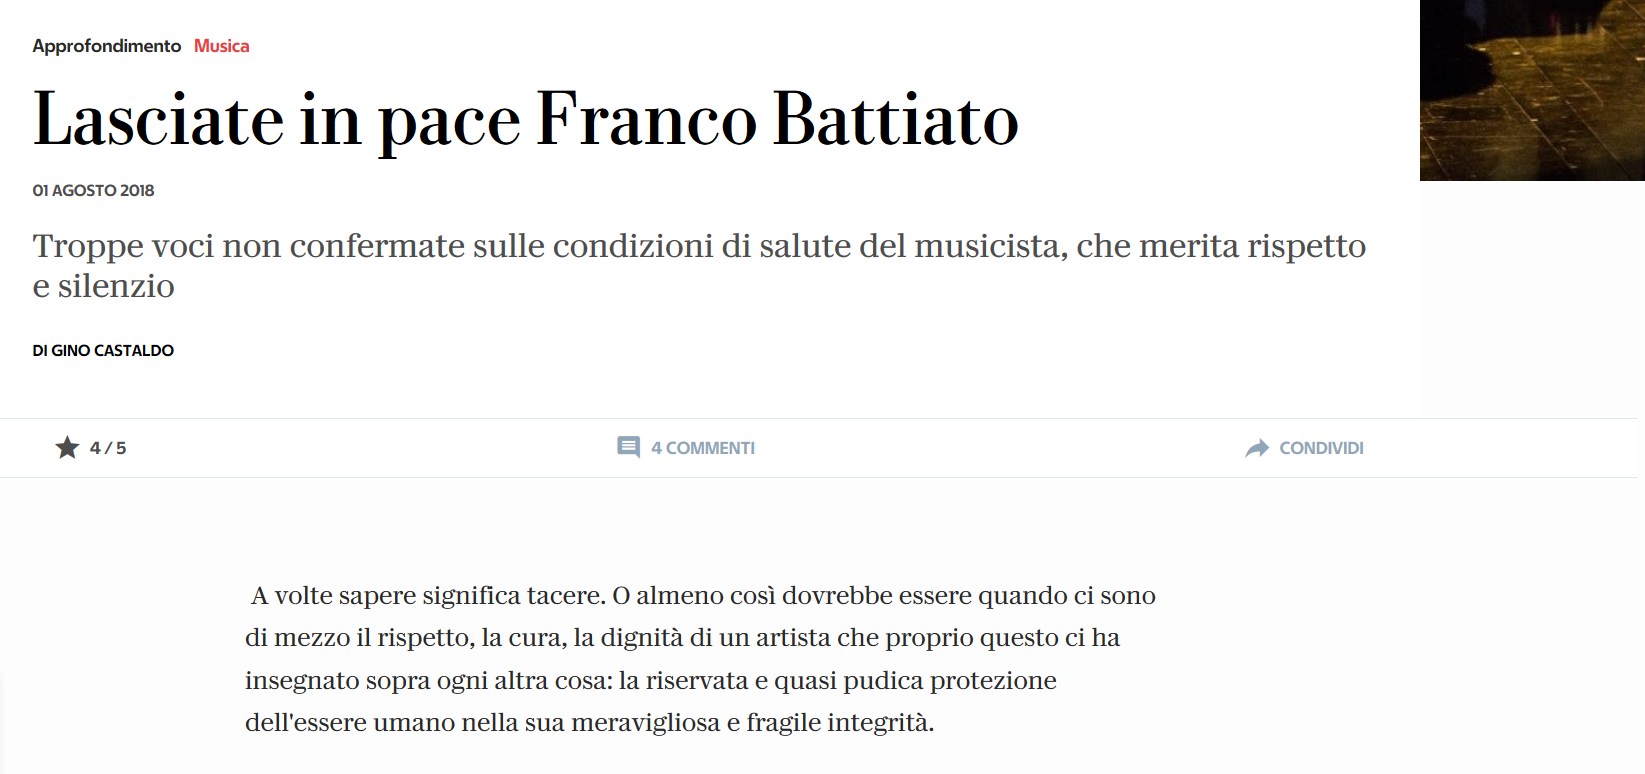 Approfondimento Musica
Lasciate in pace Franco Battiato
01 AGOSTO 2018
Troppe voci non confermate sulle condizioni di salute del musicista, che merita rispetto
e silenzio
DI GINO CASTALDO
4 / 5
4 COMMENTI
CONDIVIDI
A volte sapere significa tacere. O almeno così dovrebbe essere quando ci sono
di mezzo il rispetto, la cura, la dignità di un artista che proprio questo ci ha
insegnato sopra ogni altra cosa: la riservata e quasi pudica protezione
dell'essere umano nella sua meravigliosa e fragile integrità.